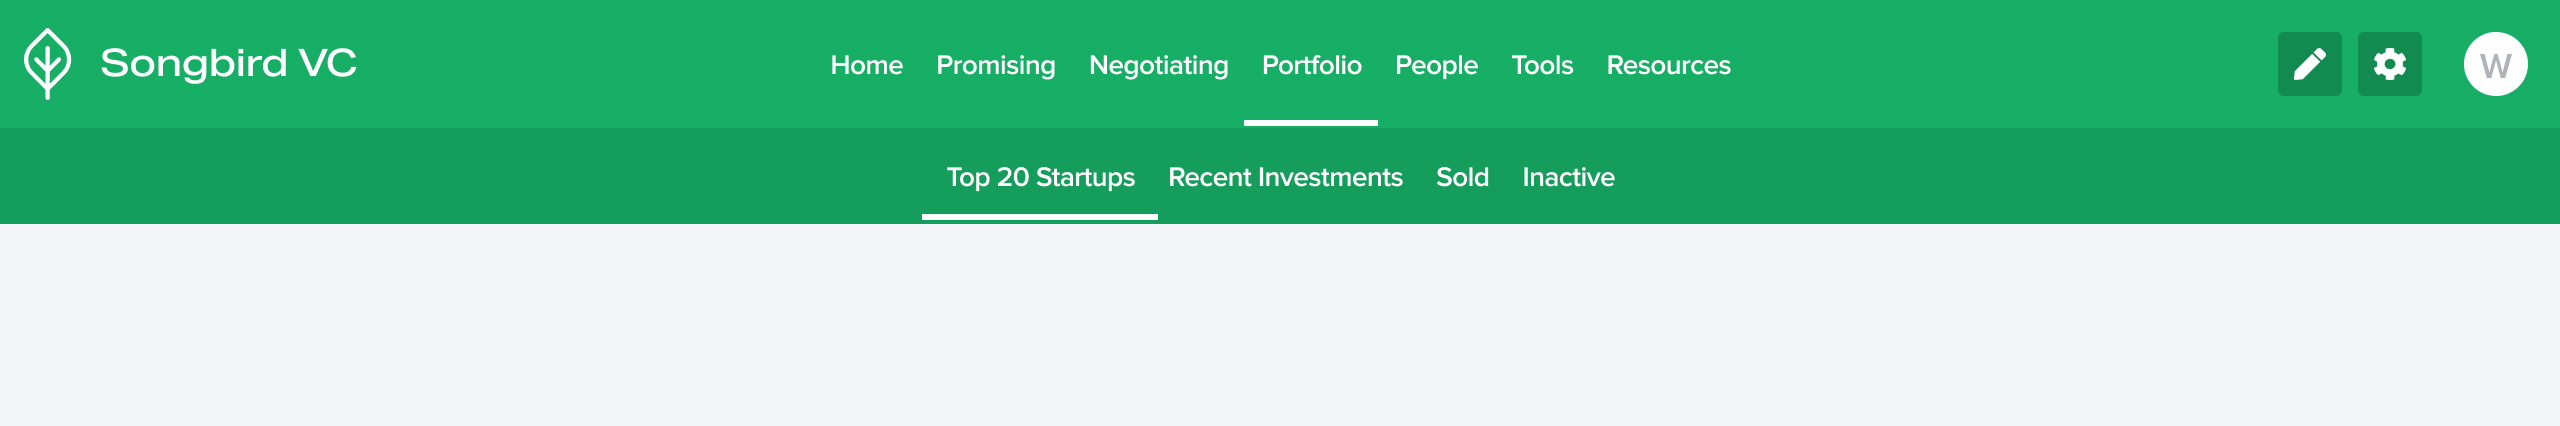 Songbird VC
Home Promising Negotiating Portfolio People Tools Resources
W
Top 20 Startups Recent Investments Sold Inactive